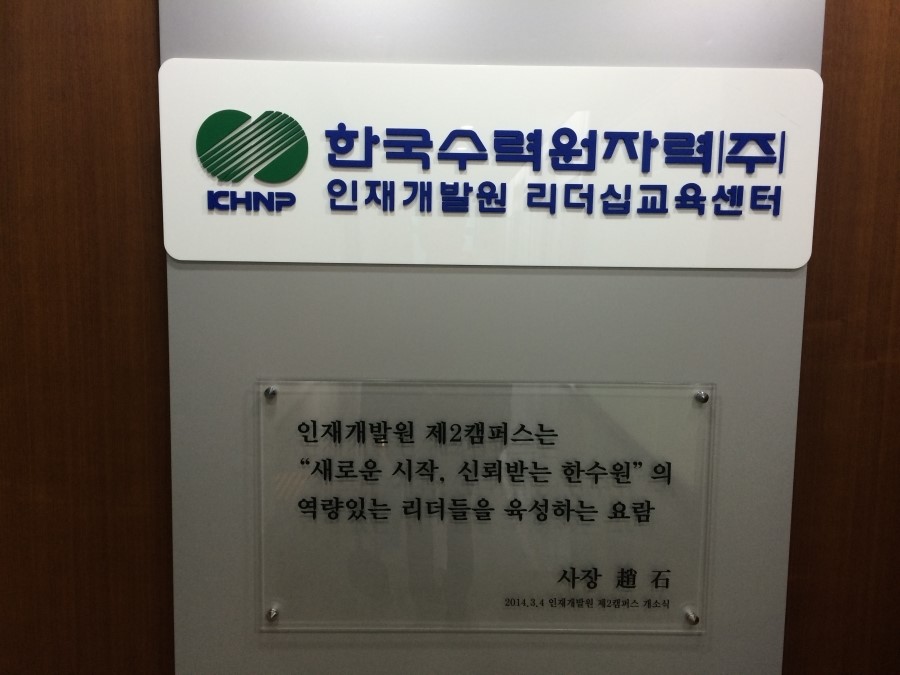 한국수력원자력(주)
KHNP
인재개발원 리더십교육센터
인재개발원 제2캠퍼스는
“새로운 시작, 신뢰받는 한수원”의
역량있는 리더들을 육성하는 요람
사장 趙 石
2014.3.4 인재개발원 제2캠퍼스 개소식